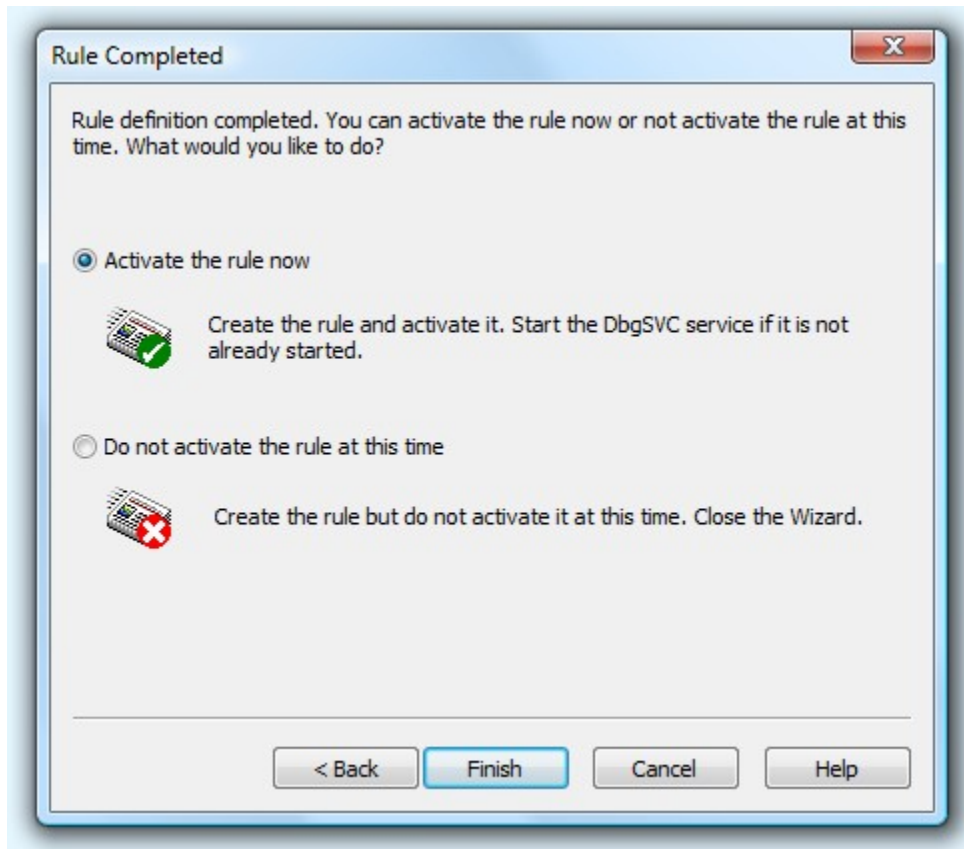 Rule Completed
Rule definition completed. You can activate the rule now or not activate the rule at this
time. What would you like to do?
Activate the rule now
Create the rule and activate it. Start the DbgSVC service if it is not
already started.
Do not activate the rule at this time
Create the rule but do not activate it at this time. Close the Wizard.
< Back
Finish
Cancel
Help